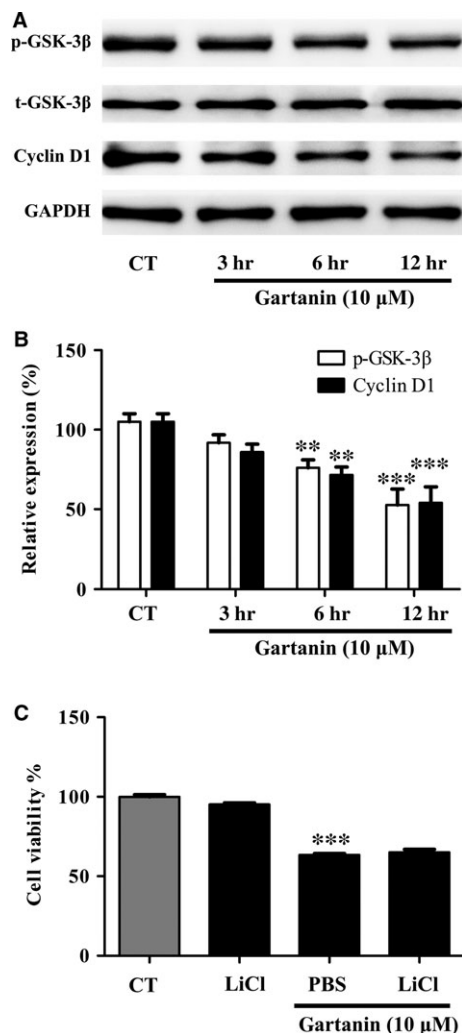 A
p-GSK-3β
t-GSK-3β
Cyclin D1
GAPDH
CT 3 hr 6 hr 12 hr
Gartanin (10 μM)
B
150
p-GSK-3β
Cyclin D1
100
** **
*** ***
50
0
Relative expression (%)
CT 3 hr 6 hr 12 hr
Gartanin (10 μM)
C
150
100
***
50
0
Cell viability %
CT LiCl PBS LiCl
Gartanin (10 μM)